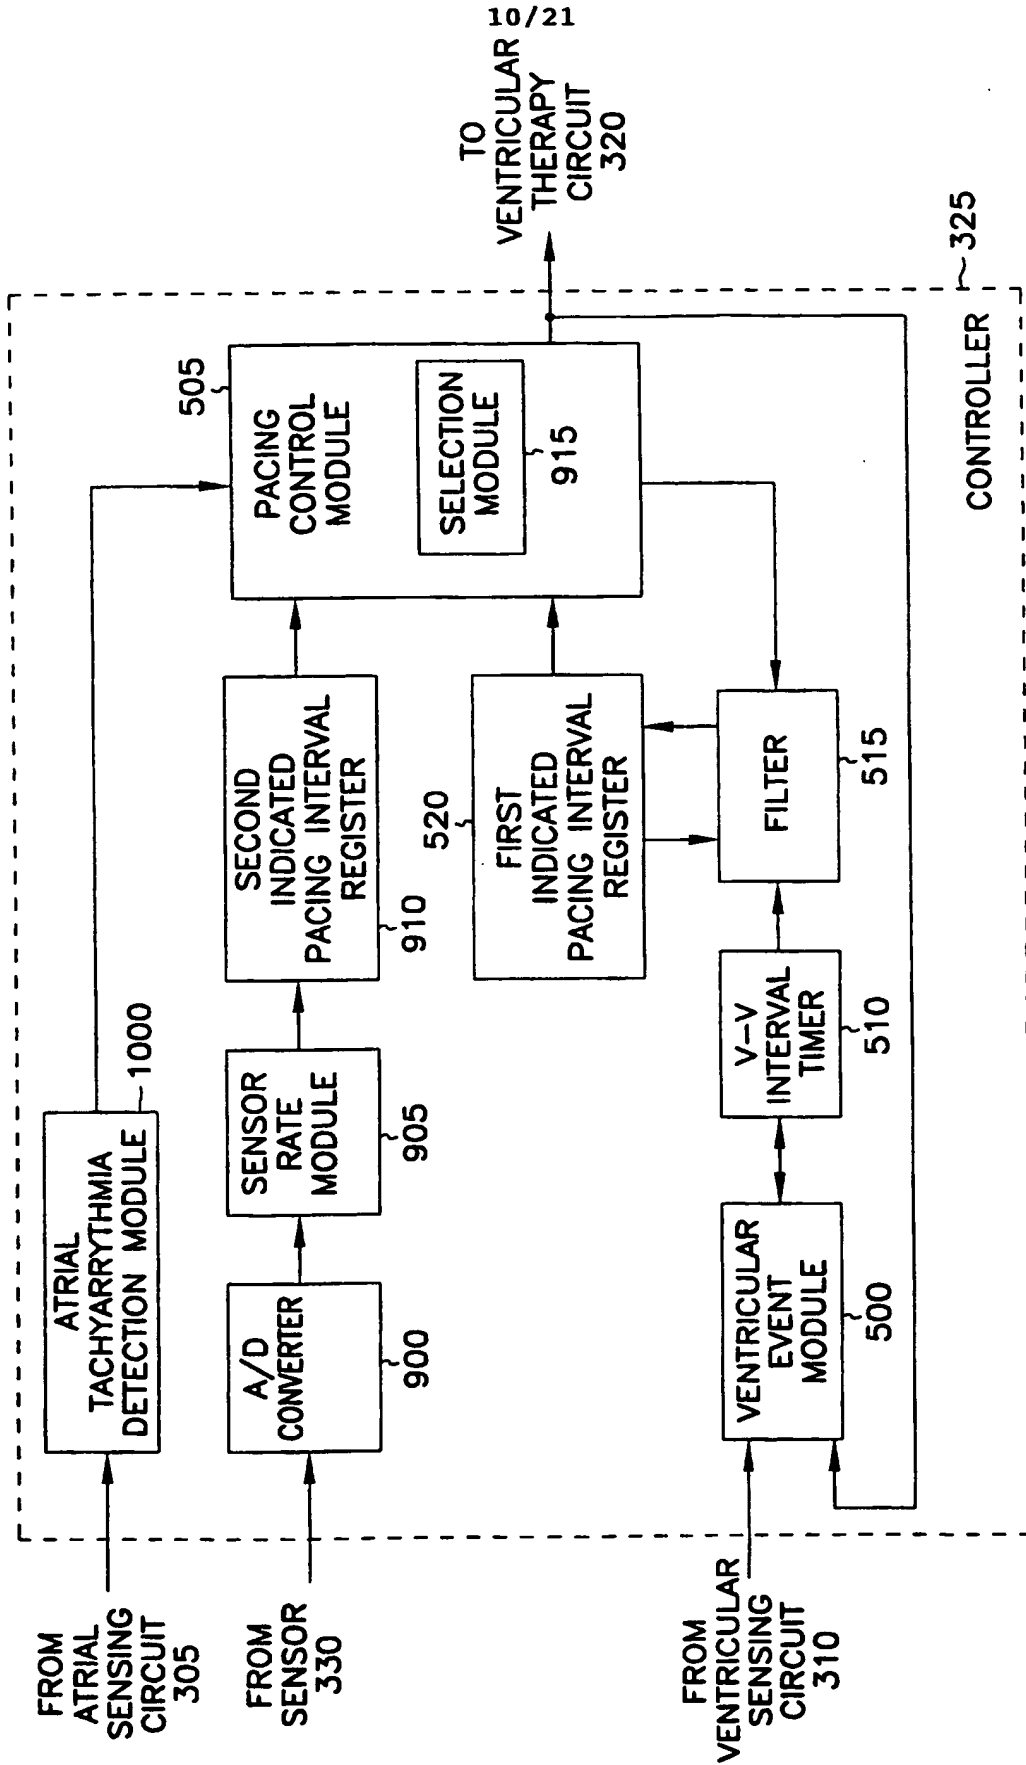 10/21
FROM
ATRIAL
SENSING
CIRCUIT
305
ATRIAL
TACHYARRYTHMIA
DETECTION MODULE
1000
FROM
SENSOR
330
A/D
CONVERTER
900
SENSOR
RATE
MODULE
905
SECOND
INDICATED
PACING INTERVAL
REGISTER
910
505
PACING
CONTROL
MODULE
SELECTION
MODULE
915
TO
VENTRICULAR
THERAPY
CIRCUIT
320
520
FIRST
INDICATED
PACING INTERVAL
REGISTER
FROM
VENTRICULAR
SENSING
CIRCUIT
310
VENTRICULAR
EVENT
MODULE
500
V-V
INTERVAL
TIMER
510
FILTER
515
CONTROLLER
325